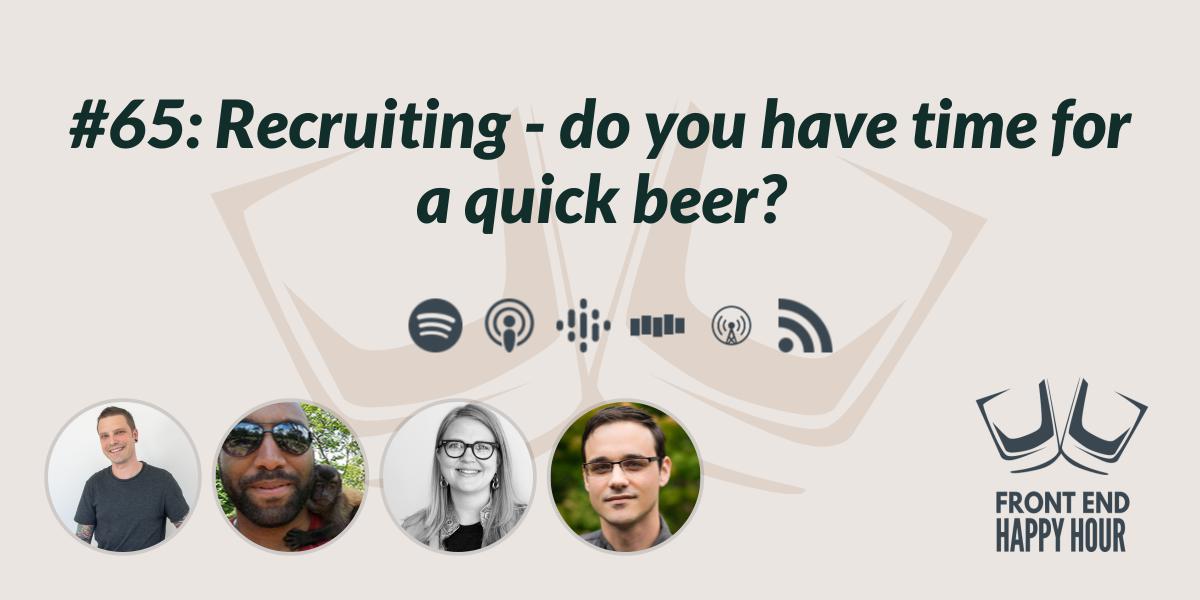 #65: Recruiting - do you have time for
a quick beer?
FRONT END
HAPPY HOUR